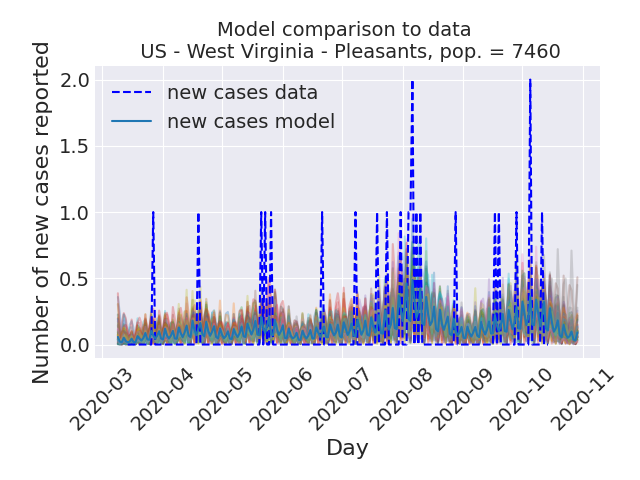 Model comparison to data
US - West Virginia - Pleasants, pop. = 7460
new cases data
new cases model
Number of new cases reported
2.0
1.5
1.0
0.5
0.0
2020-03
2020-04
2020-05
2020-06
2020-07
2020-08
2020-09
2020-10
2020-11
Day